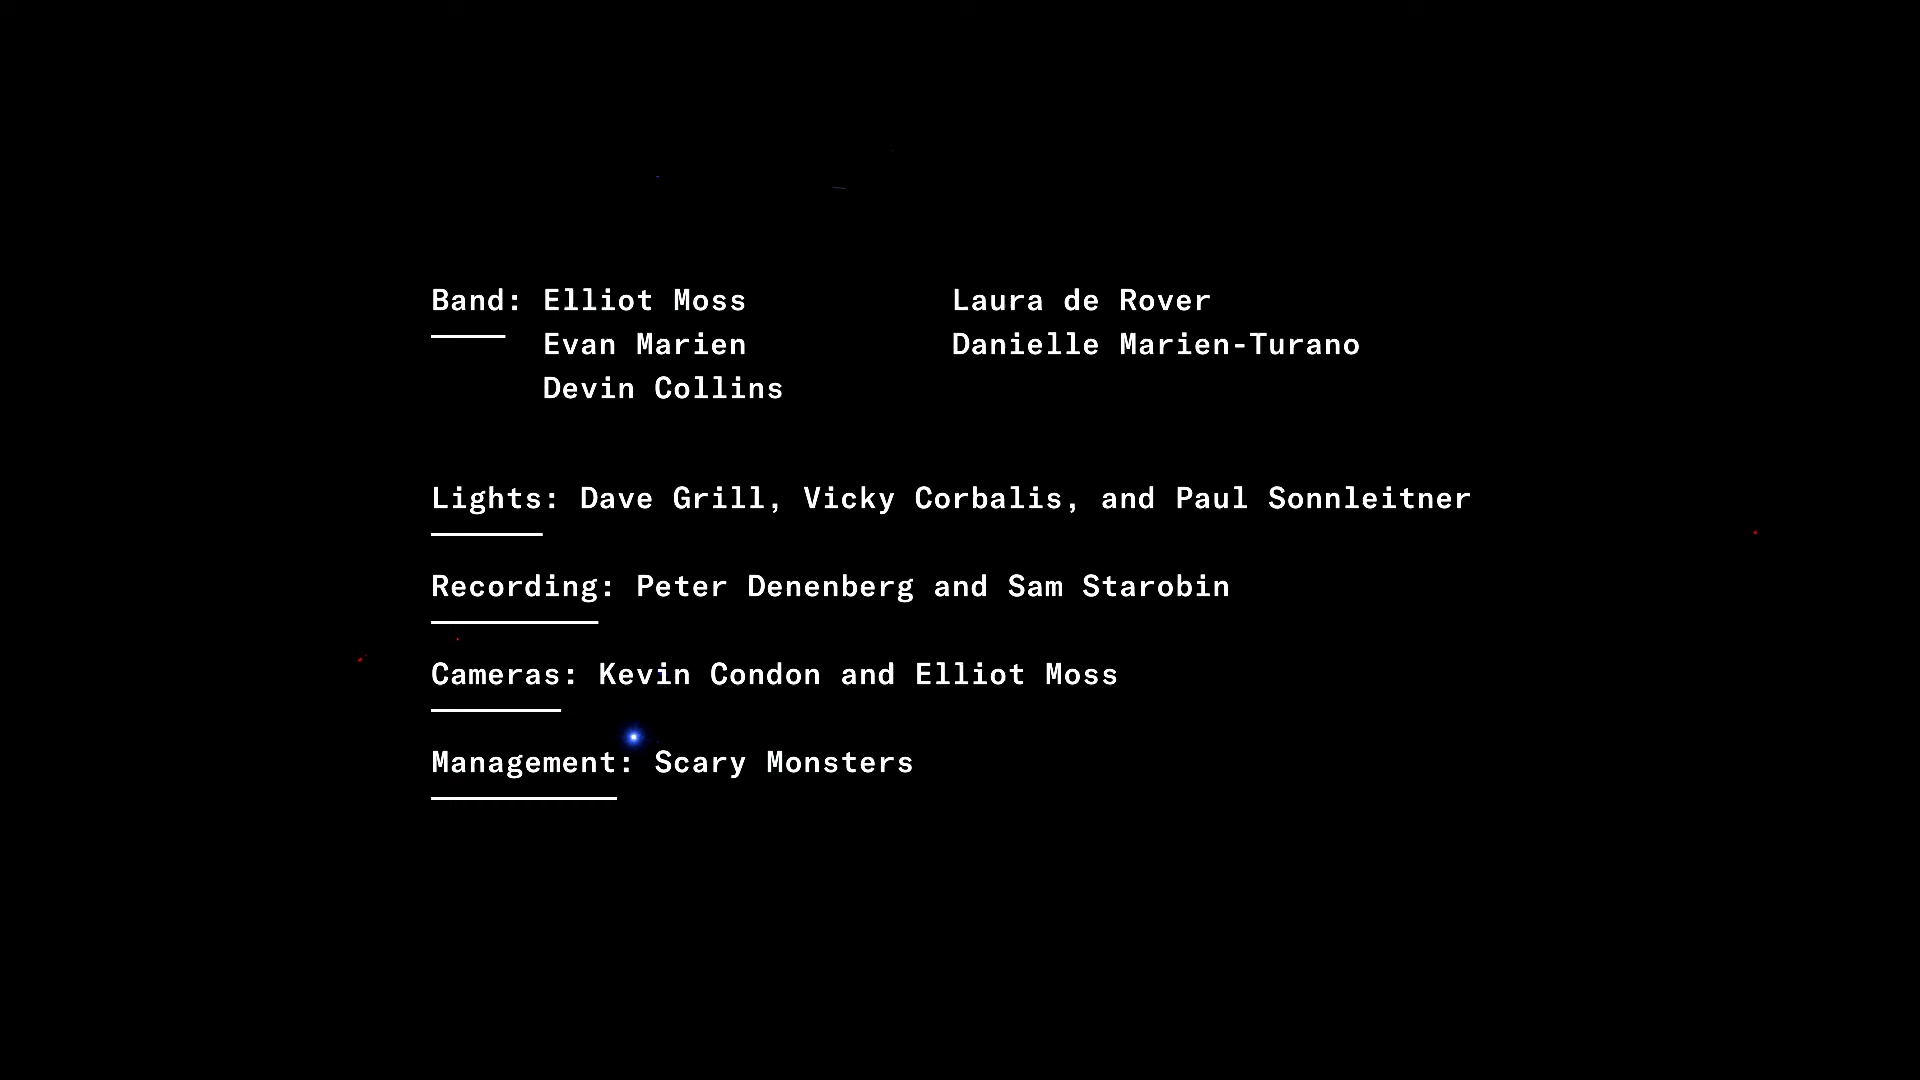 Band: Elliot Moss Laura de Rover
Evan Marien Danielle Marien-Turano
Devin Collins
Lights: Dave Grill, Vicky Corbalis, and Paul Sonnleitner
Recording: Peter Denenberg and Sam Starobin
Cameras: Kevin Condon and Elliot Moss
Management: Scary Monsters